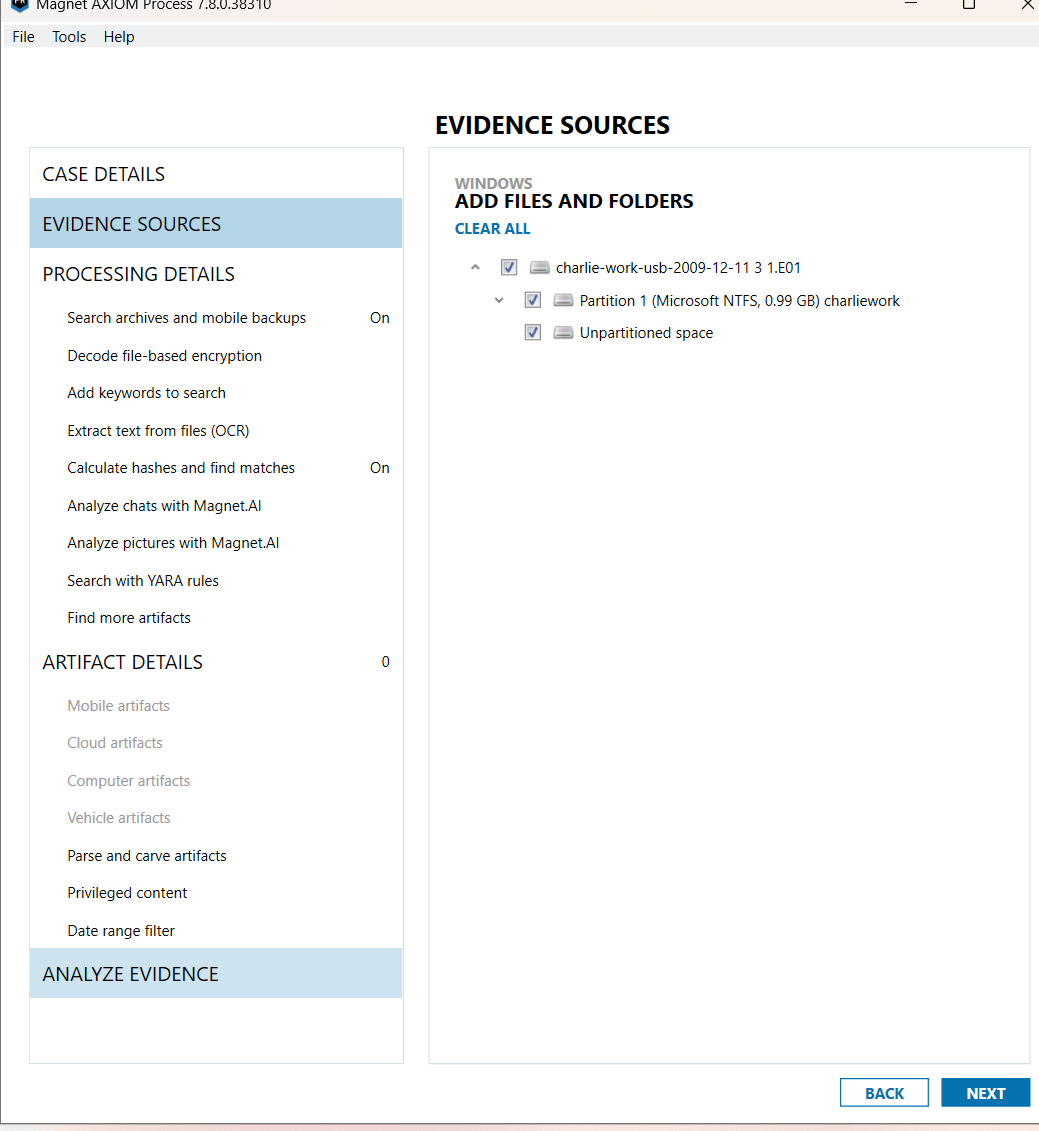 Magnet AXIOM Process 7.8.0.38310
File Tools Help
EVIDENCE SOURCES
CASE DETAILS
EVIDENCE SOURCES
PROCESSING DETAILS
Search archives and mobile backups On
Decode file-based encryption
Add keywords to search
Extract text from files (OCR)
Calculate hashes and find matches On
Analyze chats with Magnet.AI
Analyze pictures with Magnet.AI
Search with YARA rules
Find more artifacts
ARTIFACT DETAILS 0
Mobile artifacts
Cloud artifacts
Computer artifacts
Vehicle artifacts
Parse and carve artifacts
Privileged content
Date range filter
ANALYZE EVIDENCE
WINDOWS
ADD FILES AND FOLDERS
CLEAR ALL
charlie-work-usb-2009-12-11 3 1.E01
Partition 1 (Microsoft NTFS, 0.99 GB) charliework
Unpartitioned space
BACK NEXT